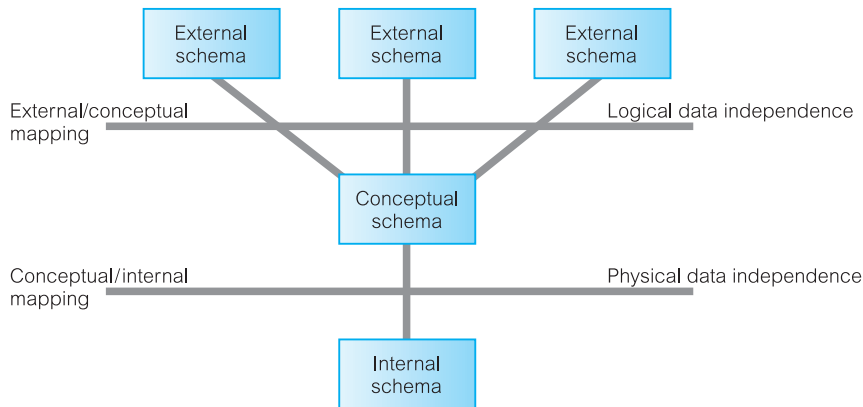 External
schema
External
schema
External
schema
External/conceptual
mapping
Logical data independence
Conceptual
schema
Conceptual/internal
mapping
Physical data independence
Internal
schema